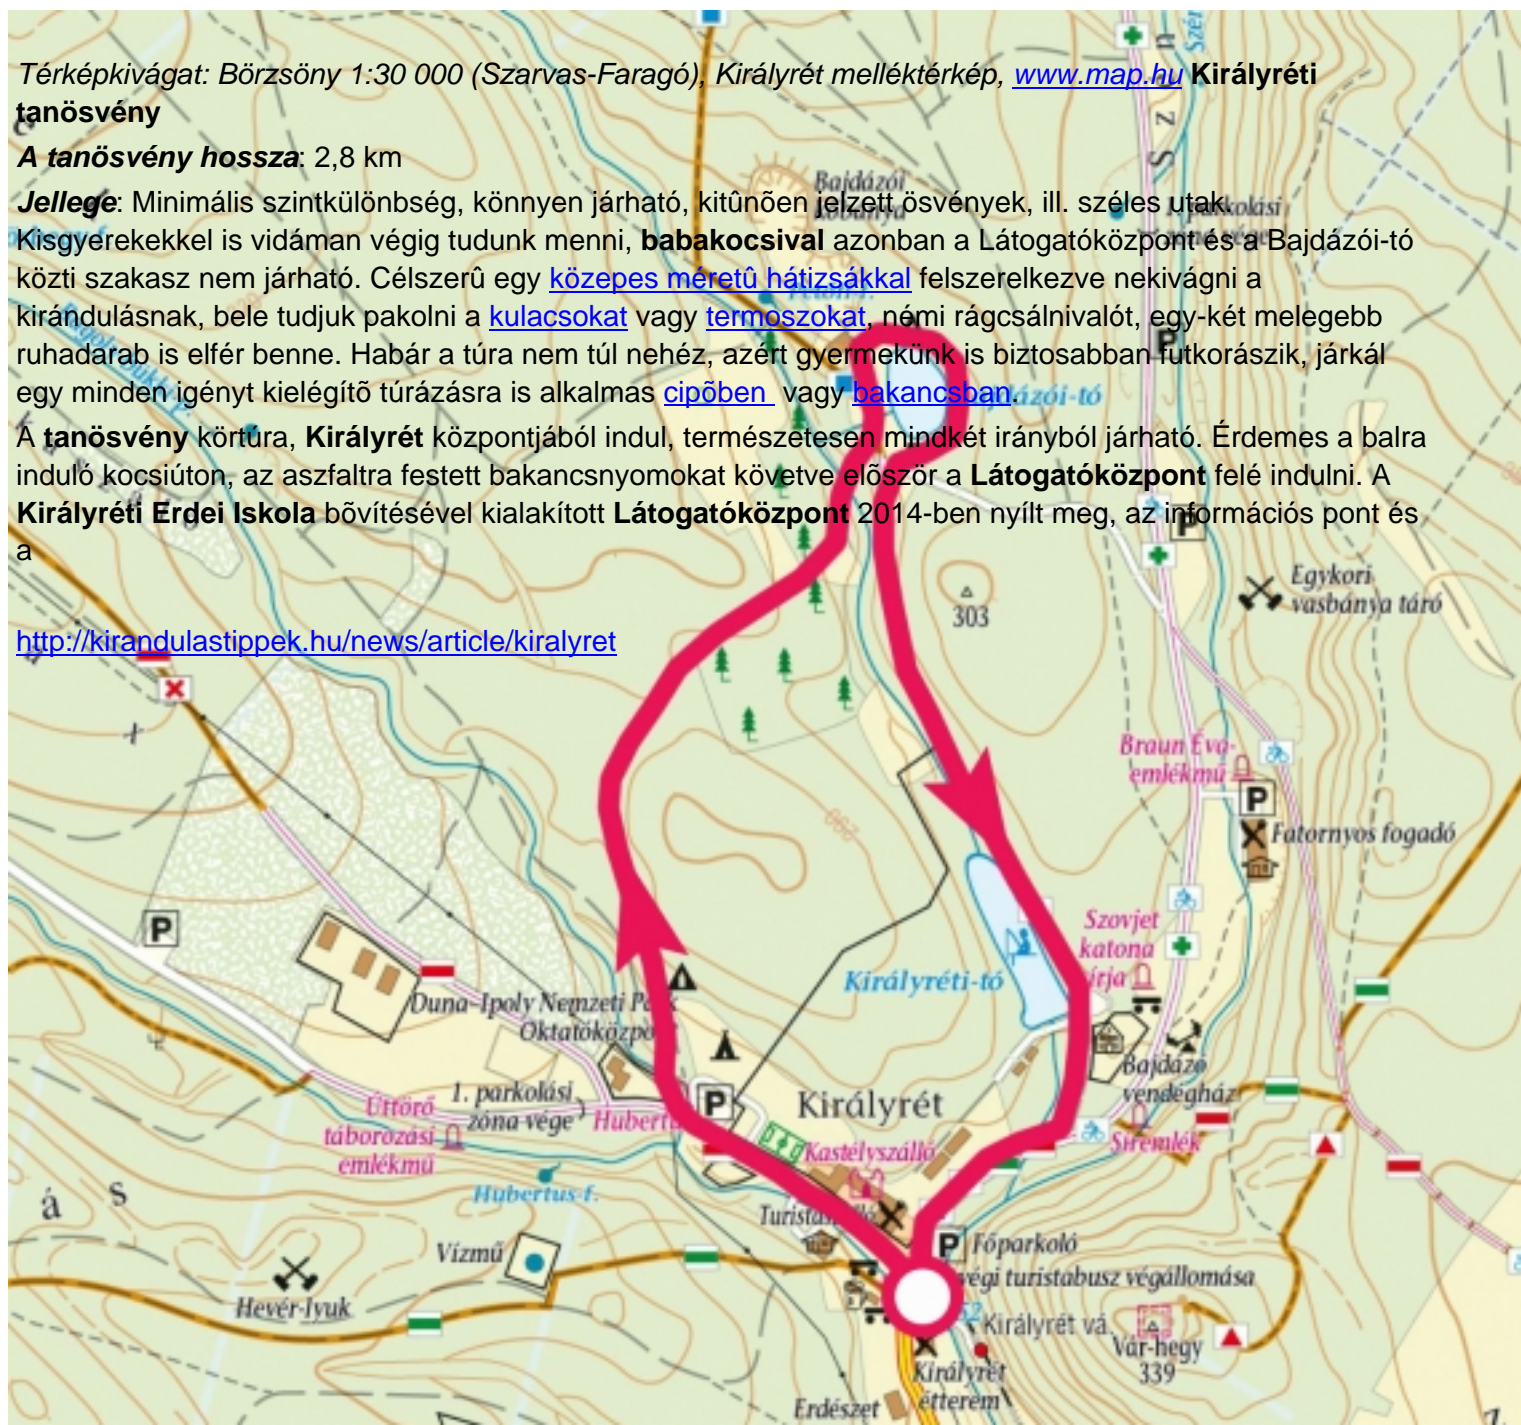 Térképkivágat: Börzsöny 1:30 000 (Szarvas-Faragó), Királyrét melléktérkép, www.map.hu Királyréti
tanösvény
A tanösvény hossza: 2,8 km
Jellege: Minimális szintkülönbség, könnyen járható, kitûnõen jelzett ösvények, ill. széles utak.
Kisgyerekekkel is vidáman végig tudunk menni, babakocsival azonban a Látogatóközpont és a Bajdázói-tó
közti szakasz nem járható. Célszerû egy közepes méretû hátizsákkal felszerelkezve nekivágni a
kirándulásnak, bele tudjuk pakolni a kulacsokat vagy termoszokat, némi rágcsálnivalót, egy-két melegebb
ruhadarab is elfér benne. Habár a túra nem túl nehéz, azért gyermekünk is biztosabban futkorászik, járkál
egy minden igényt kielégítõ túrázásra is alkalmas cipõben vagy bakancsban.
A tanösvény körtúra, Királyrét központjából indul, természetesen mindkét irányból járható. Érdemes a balra
induló kocsiúton, az aszfaltra festett bakancsnyomokat követve elõször a Látogatóközpont felé indulni. A
Királyréti Erdei Iskola bõvítésével kialakított Látogatóközpont 2014-ben nyílt meg, az információs pont és
a
http://kirandulastippek.hu/news/article/kiralyret
Bajdázói
P
P
303
Egykori
vasbánya táró
Braun Éva-
emlékmű
P
Fatornyos fogadó
P
Szovjet
katona
Királyréti-tó
Duna-Ipoly Nemzeti Park
Oktatóközpont
Bajdázó
vendégház
1. parkolási
zóna vége
P
Királyrét
Úttörő
táborozási
emlékmű
Síremlék
Kastélyszálló
Hubertus-f.
á s
Vízmű
P
Főparkoló
végi turistabusz végállomása
Hevér-lyuk
Királyrét vá.
Vár-hegy
339
Királyrét
étterem
Erdészet